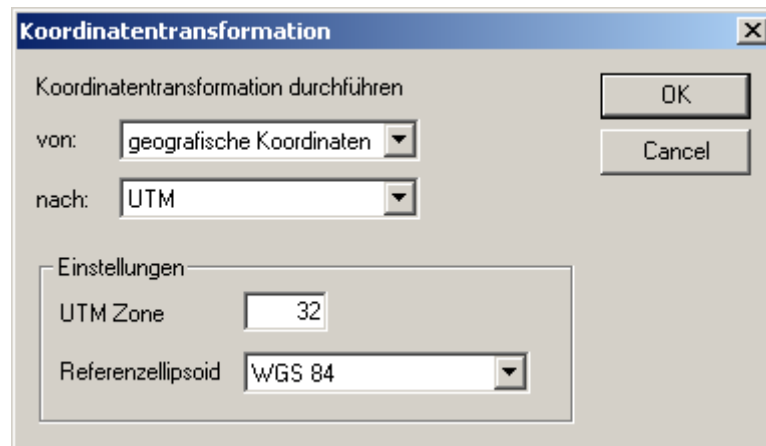 Koordinatentransformation
Koordinatentransformation durchführen
von: geografische Koordinaten
nach: UTM
OK
Cancel
Einstellungen
UTM Zone 32
Referenzellipsoid WGS 84